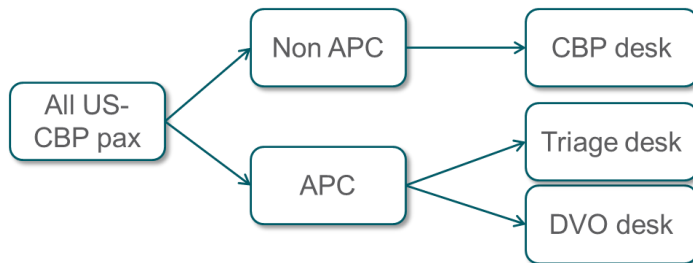 All US-
CBP pax
Non APC
APC
CBP desk
Triage desk
DVO desk